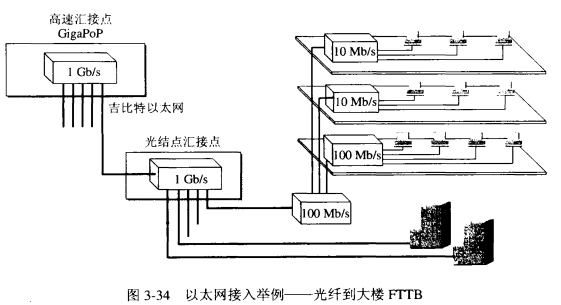 高速汇接点
GigaPoP
1 Gb/s
吉比特以太网
光结点汇接点
1 Gb/s
100 Mb/s
10 Mb/s
10 Mb/s
100 Mb/s
图 3-34 以太网接入举例——光纤到大楼 FTTB